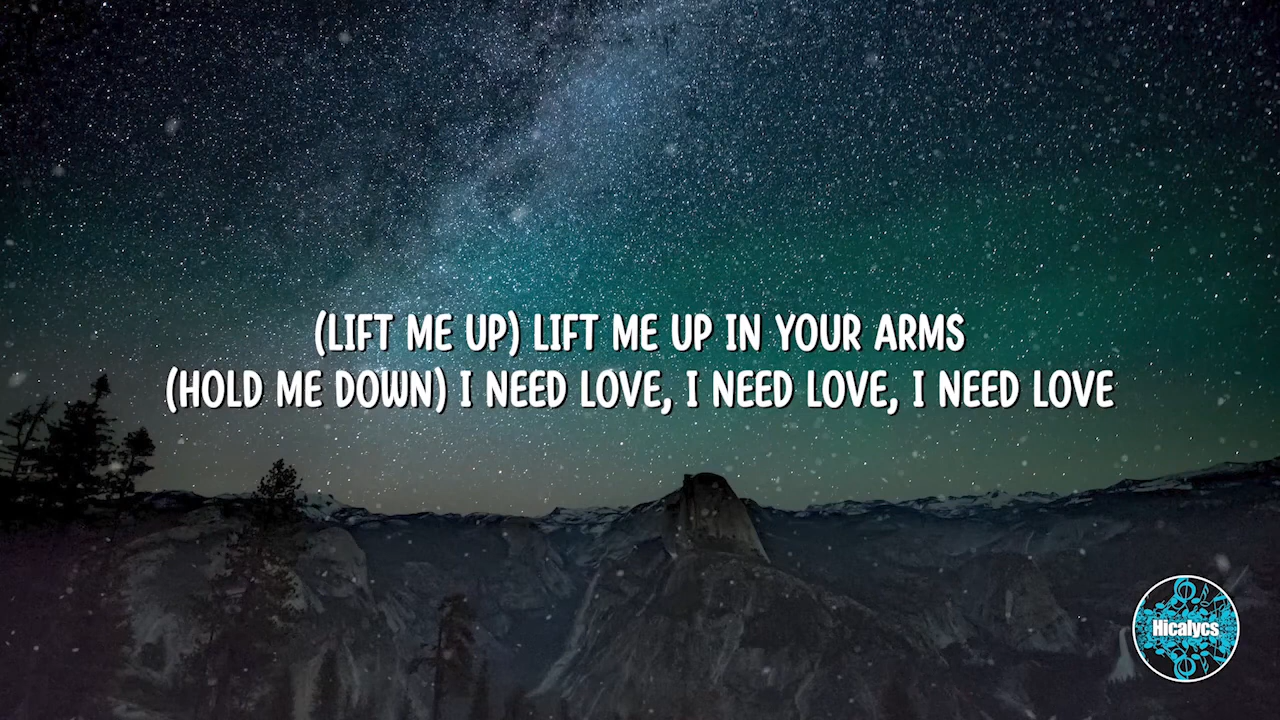 (LIFT ME UP) LIFT ME UP IN YOUR ARMS
(HOLD ME DOWN) I NEED LOVE, I NEED LOVE, I NEED LOVE
Hicalycs